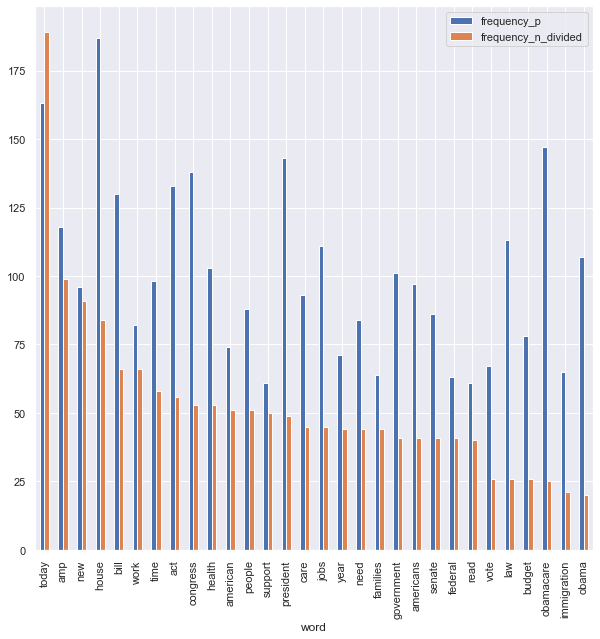 frequency_p
frequency_n_divided
175
150
125
100
75
50
25
0
today
amp
new
house
bill
work
time
act
congress
health
american
people
support
president
care
jobs
year
need
families
government
americans
senate
federal
read
vote
law
budget
obamacare
immigration
obama
word